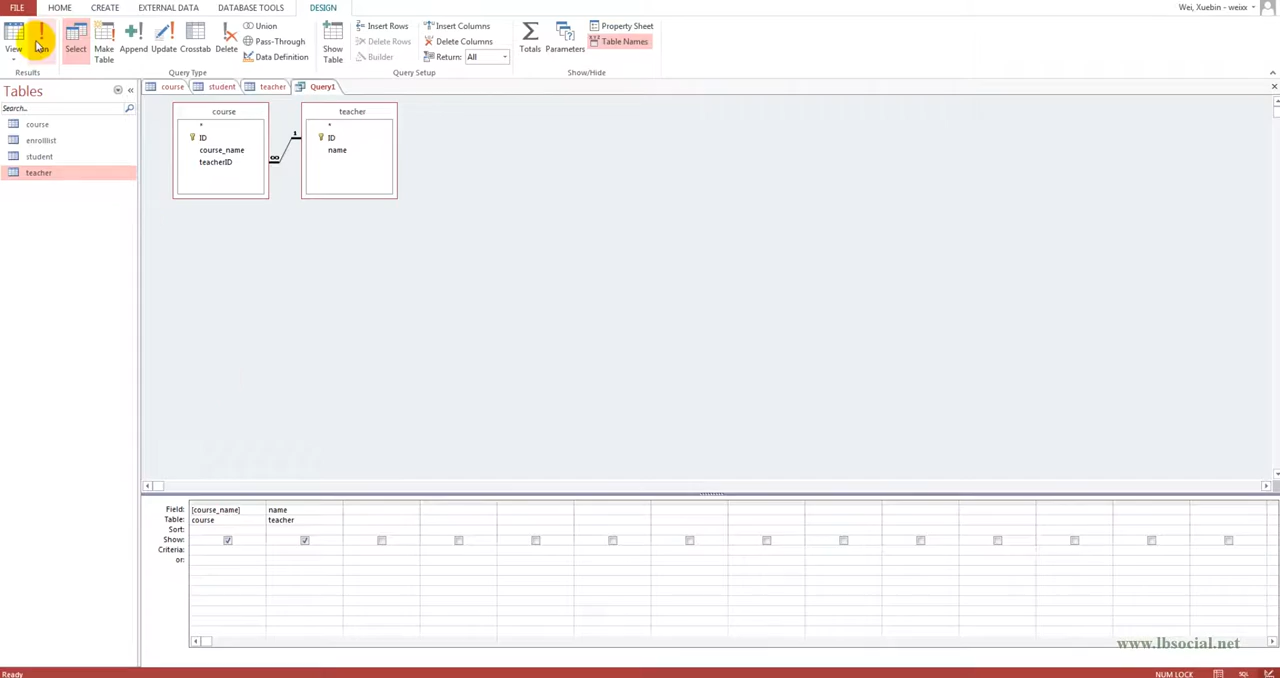 FILE HOME CREATE EXTERNAL DATA DATABASE TOOLS DESIGN Wei, Xuebin - weixx
View Select Make Table Append Update Crosstab Delete
Union
Pass-Through
Data Definition
Show Table
Insert Rows
Delete Rows
Builder
Insert Columns
Delete Columns
Return: All
Totals Parameters
Property Sheet
Table Names
Results Query Type Query Setup Show/Hide
Tables
Search...
course
enrolllist
student
teacher
course student teacher Query1
course
*
ID
course_name
teacherID
∞
1
teacher
*
ID
name
Field: [course_name] name
Table: course teacher
Sort:
Show:
Criteria:
or:
www.lbsocial.net
Ready NUM LOCK SQL